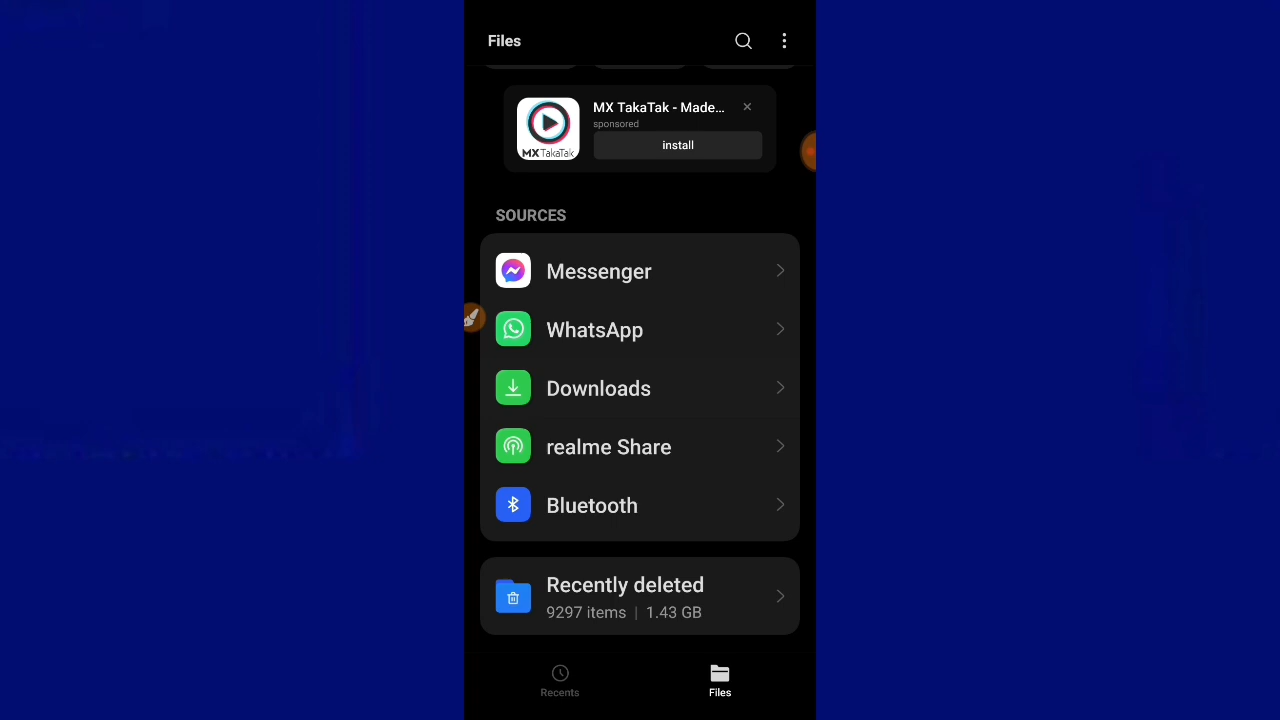 Files
MX TakaTak - Made...
sponsored
install
MX TakaTak
SOURCES
Messenger
WhatsApp
Downloads
realme Share
Bluetooth
Recently deleted
9297 items | 1.43 GB
Recents
Files